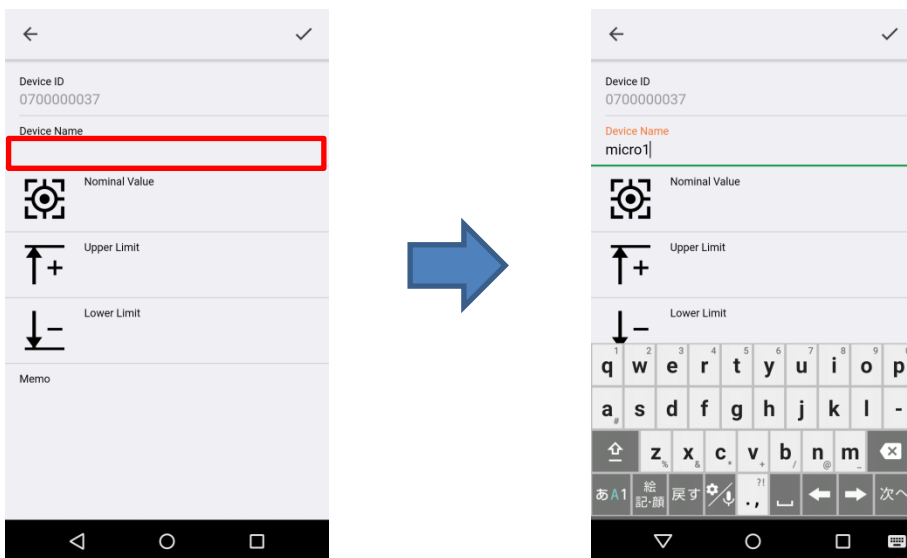 Device ID
0700000037
Device Name
Nominal Value
+ Upper Limit
- Lower Limit
Memo
Device ID
0700000037
Device Name
micro1
Nominal Value
+ Upper Limit
- Lower Limit
q 1 w 2 e 3 r 4 t 5 y 6 u 7 i 8 o 9 p
a # s d f g h j k l -
z % x & c * v + b / n @ m _
あA1 絵記・顔 戻す ., ?! 次へ